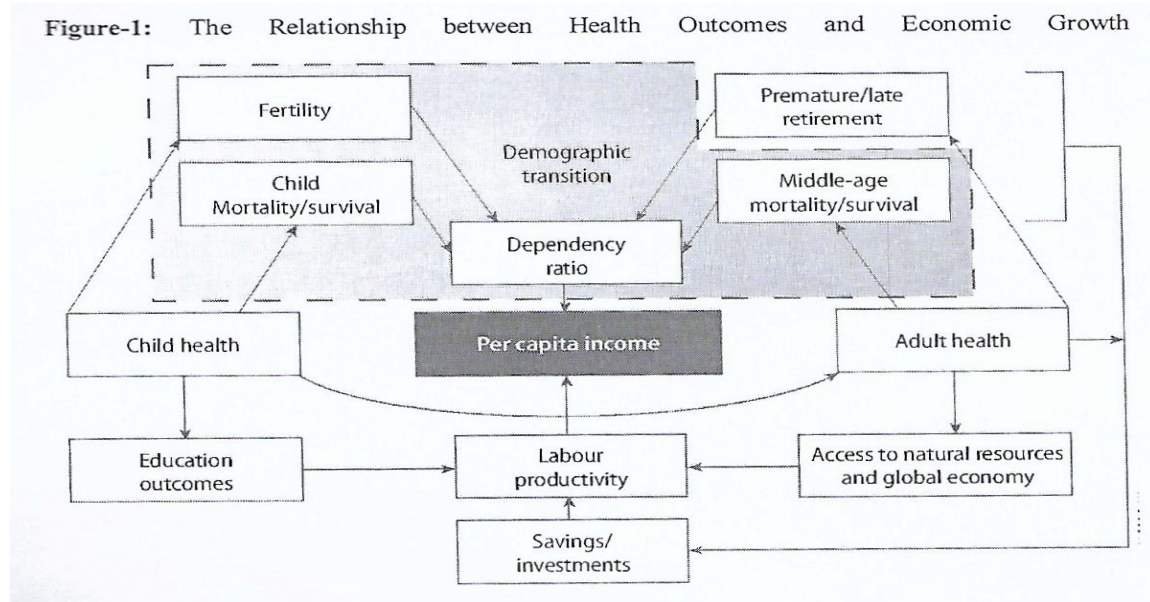 Figure-1: The Relationship between Health Outcomes and Economic Growth
Fertility
Premature/late
retirement
Demographic
transition
Child
Mortality/survival
Middle-age
mortality/survival
Dependency
ratio
Child health
Per capita income
Adult health
Education
outcomes
Labour
productivity
Access to natural resources
and global economy
Savings/
investments